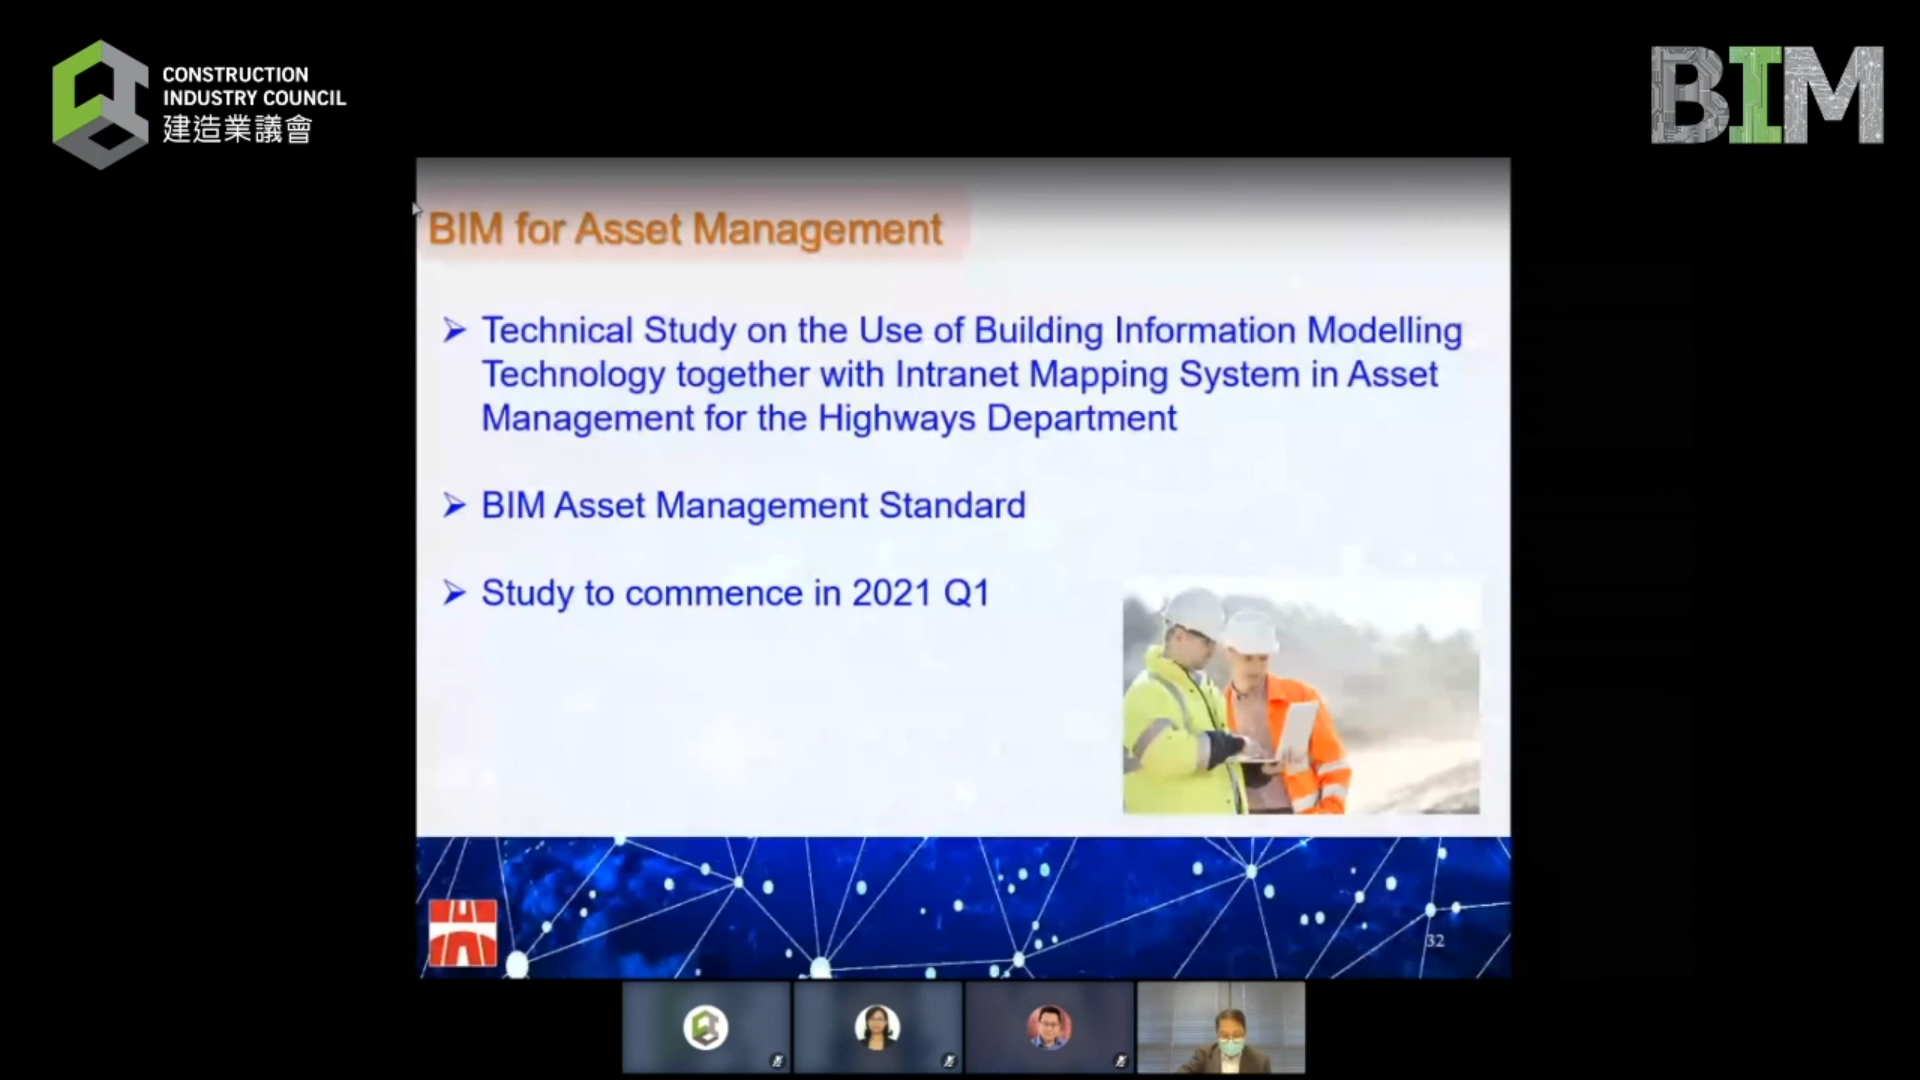 CONSTRUCTION
INDUSTRY COUNCIL
建造業議會
BIM
BIM for Asset Management
Technical Study on the Use of Building Information Modelling
Technology together with Intranet Mapping System in Asset
Management for the Highways Department
BIM Asset Management Standard
Study to commence in 2021 Q1
32